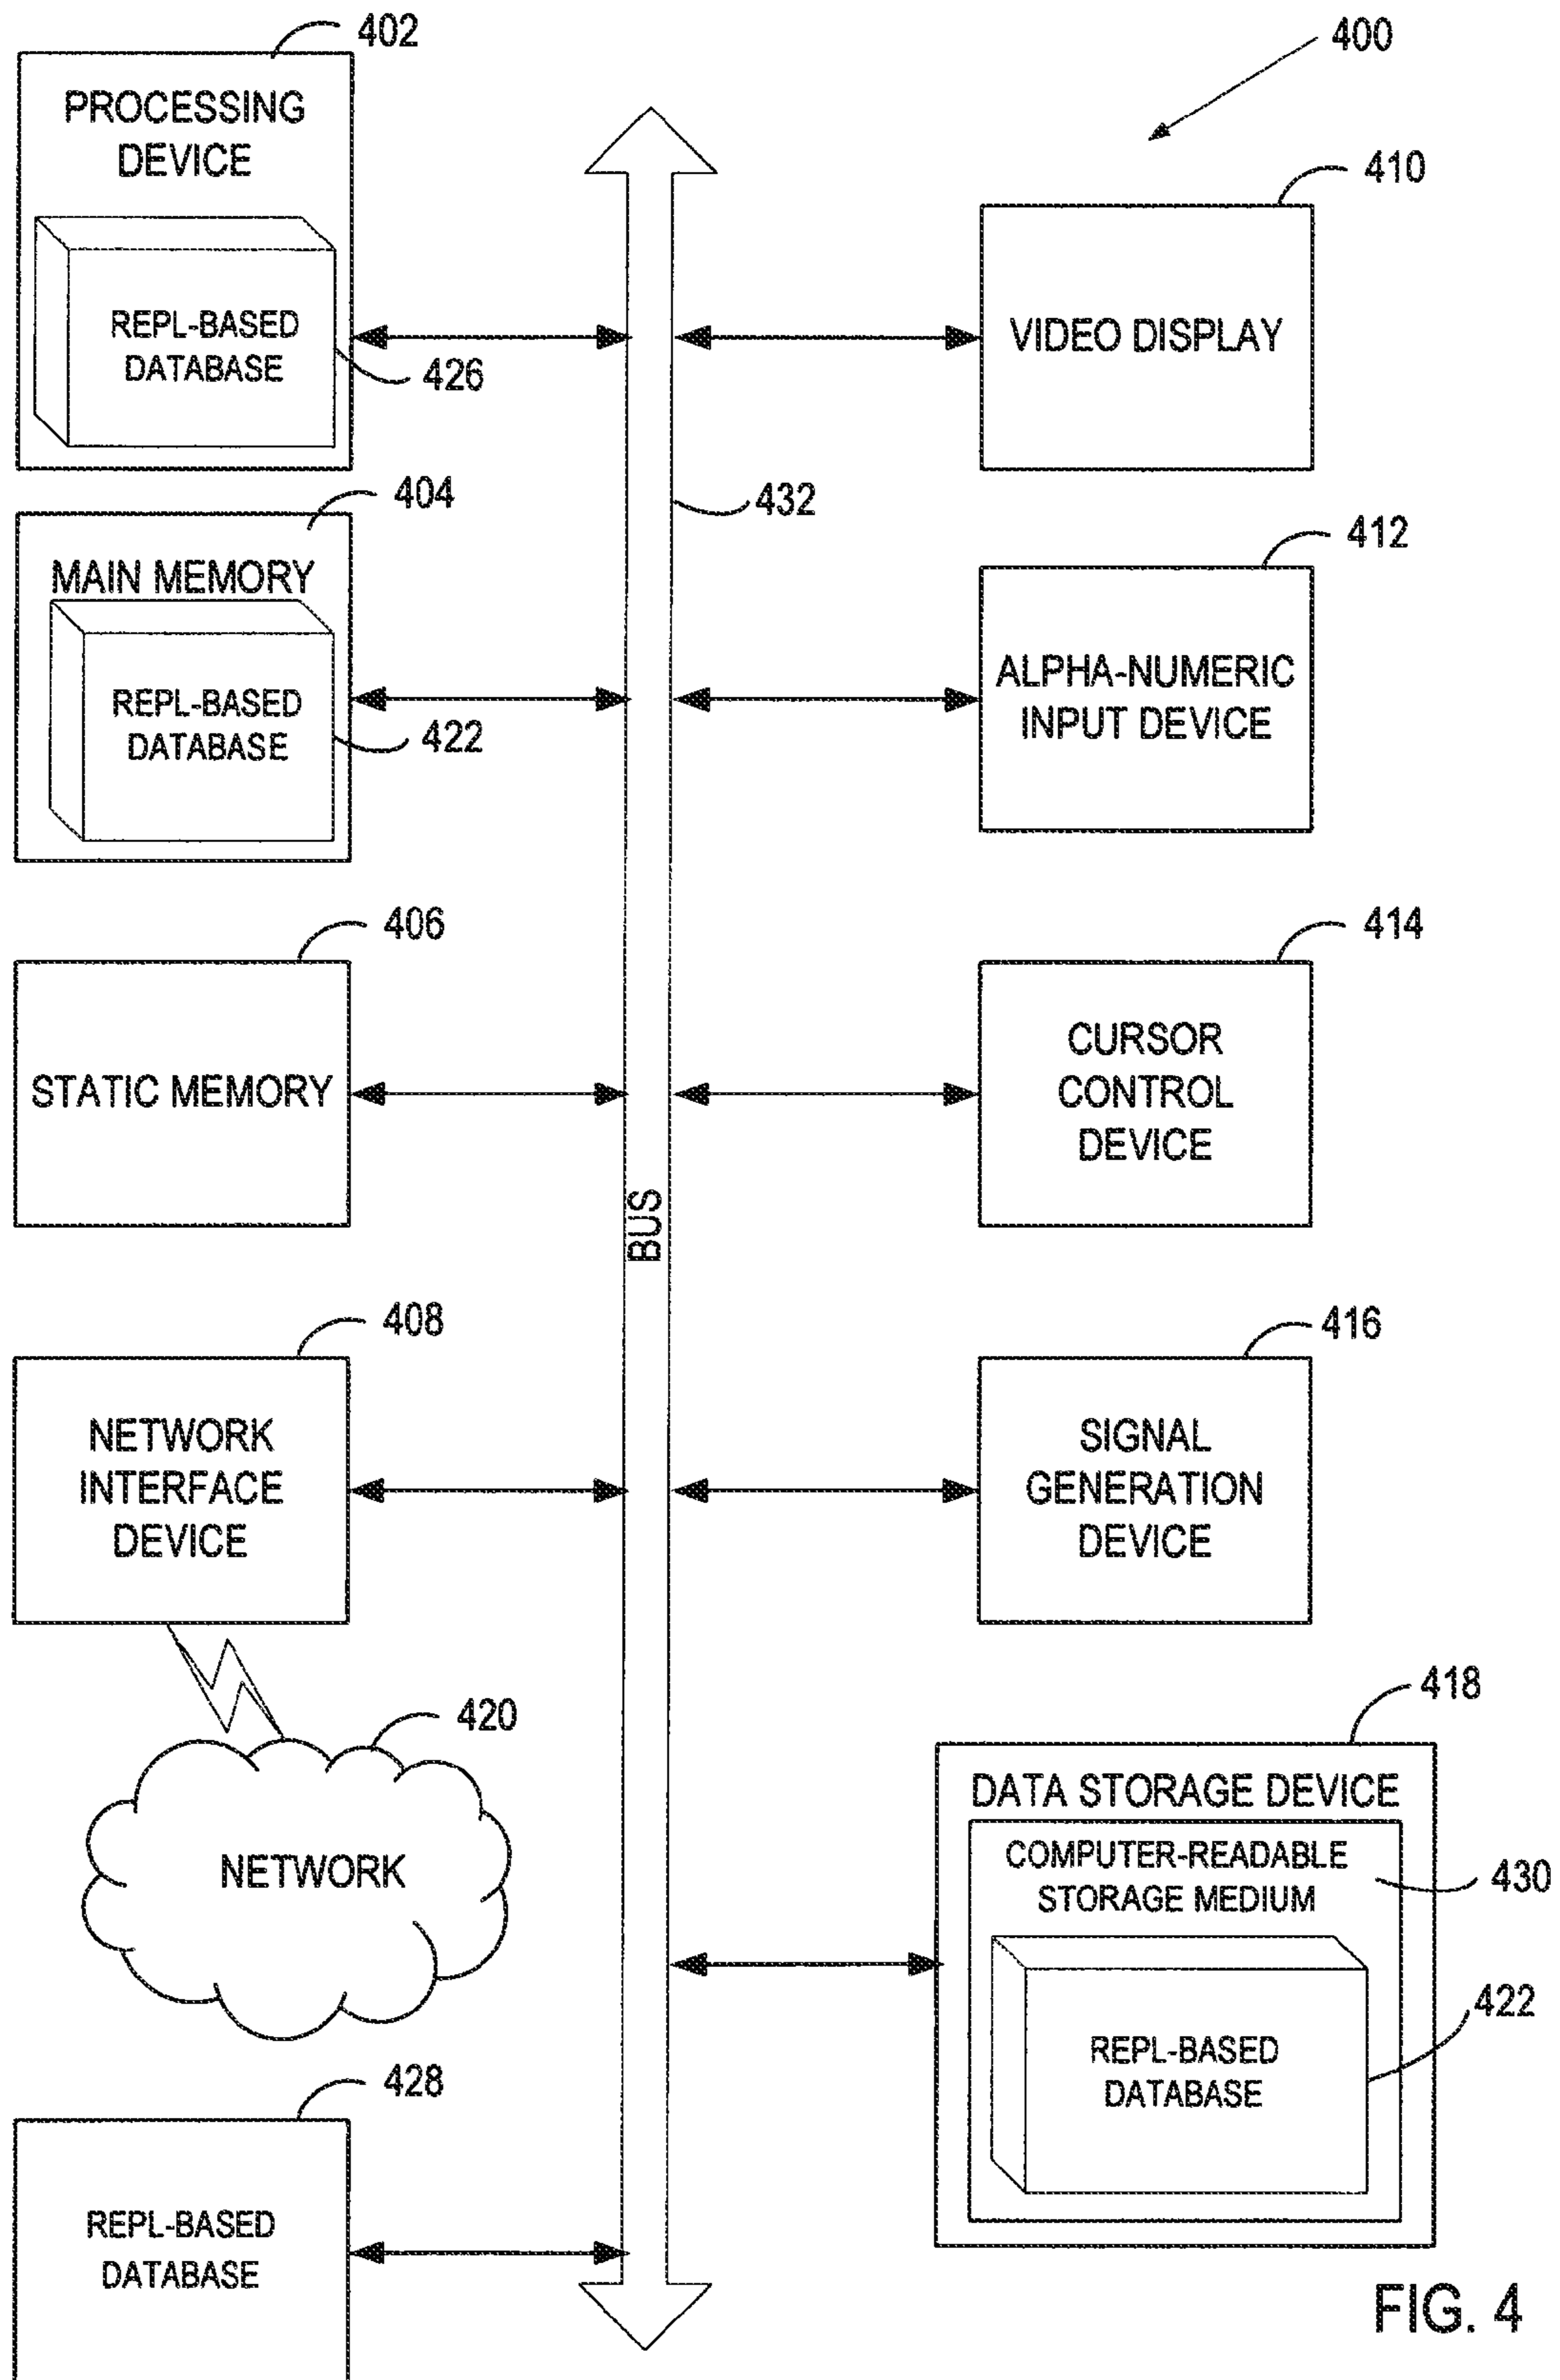 402
PROCESSING
DEVICE
REPL-BASED
DATABASE
426
404
MAIN MEMORY
REPL-BASED
DATABASE
422
406
STATIC MEMORY
408
NETWORK
INTERFACE
DEVICE
420
NETWORK
428
REPL-BASED
DATABASE
432
BUS
400
410
VIDEO DISPLAY
412
ALPHA-NUMERIC
INPUT DEVICE
414
CURSOR
CONTROL
DEVICE
416
SIGNAL
GENERATION
DEVICE
418
DATA STORAGE DEVICE
COMPUTER-READABLE
STORAGE MEDIUM
430
REPL-BASED
DATABASE
422
FIG. 4